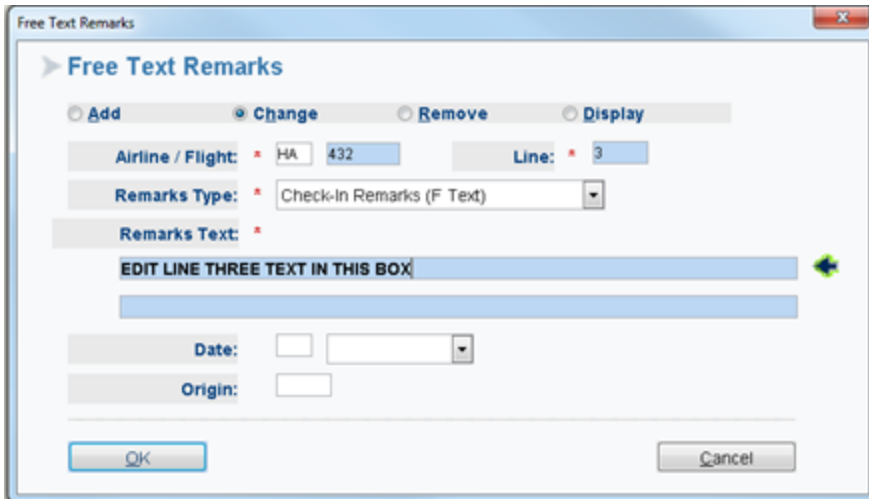 Free Text Remarks
Free Text Remarks
Add Change Remove Display
Airline / Flight: * HA 432 Line: * 3
Remarks Type: * Check-In Remarks (F Text)
Remarks Text: *
EDIT LINE THREE TEXT IN THIS BOX
Date:
Origin:
OK Cancel